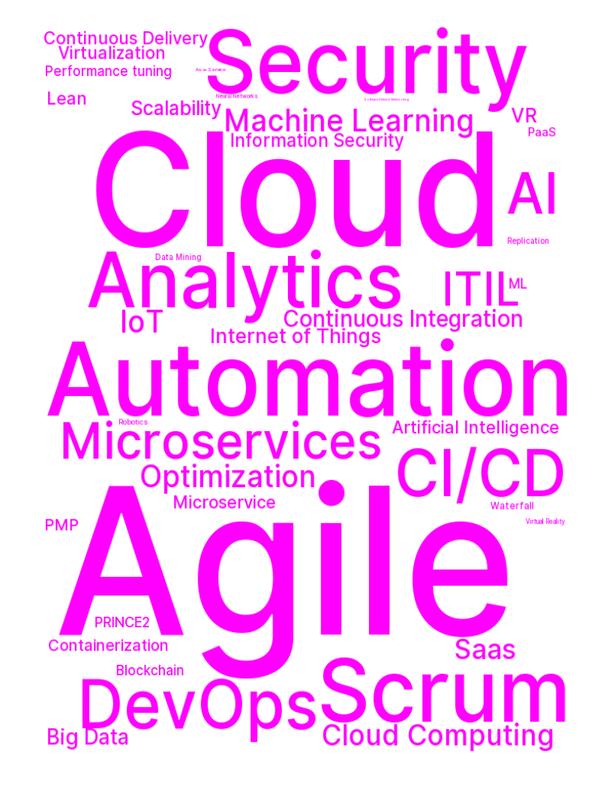 Continuous Delivery
Security
Virtualization
Performance tuning
Neural Networks
Lean
Scalability
Machine Learning
VR
PaaS
Information Security
Cloud
AI
Replication
Data Mining
Analytics
ITIL
ML
IoT
Continuous Integration
Internet of Things
Automation
Robotics
Microservices
Artificial Intelligence
CI/CD
Optimization
Microservice
Waterfall
PMP
Virtual Reality
Agile
PRINCE2
Containerization
Saas
Blockchain
Scrum
DevOps
Big Data
Cloud Computing